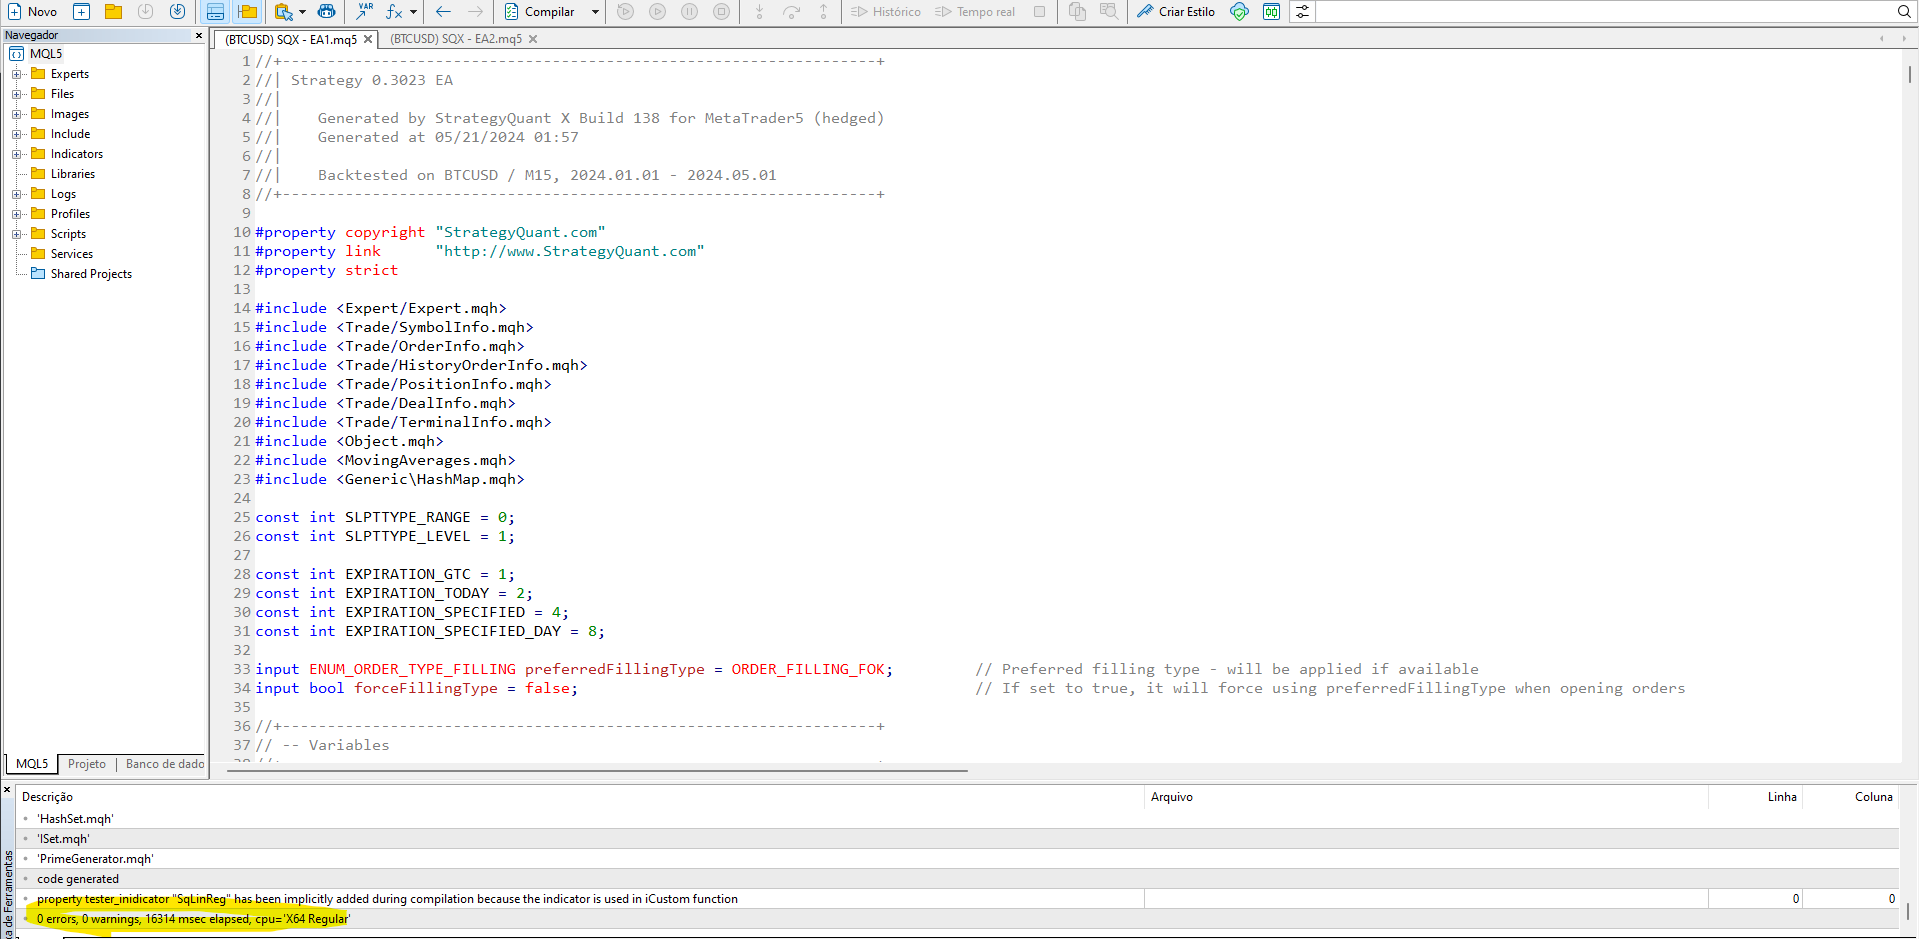 Novo
Compilar
Histórico
Tempo real
Criar Estilo
Navegador
(BTCUSD) SQX - EA1.mq5
(BTCUSD) SQX - EA2.mq5
MQL5
Experts
Files
Images
Include
Indicators
Libraries
Logs
Profiles
Scripts
Services
Shared Projects
MQL5
Projeto
Banco de dado
1 //+------------------------------------------------------------------+
2 //| Strategy 0.3023 EA
3 //|
4 //|    Generated by StrategyQuant X Build 138 for MetaTrader5 (hedged)
5 //|    Generated at 05/21/2024 01:57
6 //|
7 //|    Backtested on BTCUSD / M15, 2024.01.01 - 2024.05.01
8 //+------------------------------------------------------------------+
9
10 #property copyright "StrategyQuant.com"
11 #property link      "http://www.StrategyQuant.com"
12 #property strict
13
14 #include <Expert/Expert.mqh>
15 #include <Trade/SymbolInfo.mqh>
16 #include <Trade/OrderInfo.mqh>
17 #include <Trade/HistoryOrderInfo.mqh>
18 #include <Trade/PositionInfo.mqh>
19 #include <Trade/DealInfo.mqh>
20 #include <Trade/TerminalInfo.mqh>
21 #include <Object.mqh>
22 #include <MovingAverages.mqh>
23 #include <Generic\HashMap.mqh>
24
25 const int SLPTTYPE_RANGE = 0;
26 const int SLPTTYPE_LEVEL = 1;
27
28 const int EXPIRATION_GTC = 1;
29 const int EXPIRATION_TODAY = 2;
30 const int EXPIRATION_SPECIFIED = 4;
31 const int EXPIRATION_SPECIFIED_DAY = 8;
32
33 input ENUM_ORDER_TYPE_FILLING preferredFillingType = ORDER_FILLING_FOK;         // Preferred filling type - will be applied if available
34 input bool forceFillingType = false;                                            // If set to true, it will force using preferredFillingType when opening orders
35
36 //+------------------------------------------------------------------+
37 // -- Variables
Descrição Arquivo Linha Coluna
'HashSet.mqh'
'ISet.mqh'
'PrimeGenerator.mqh'
code generated
property tester_inidicator "SqLinReg" has been implicitly added during compilation because the indicator is used in iCustom function 0 0
0 errors, 0 warnings, 16314 msec elapsed, cpu='X64 Regular'
xa de Ferramentas